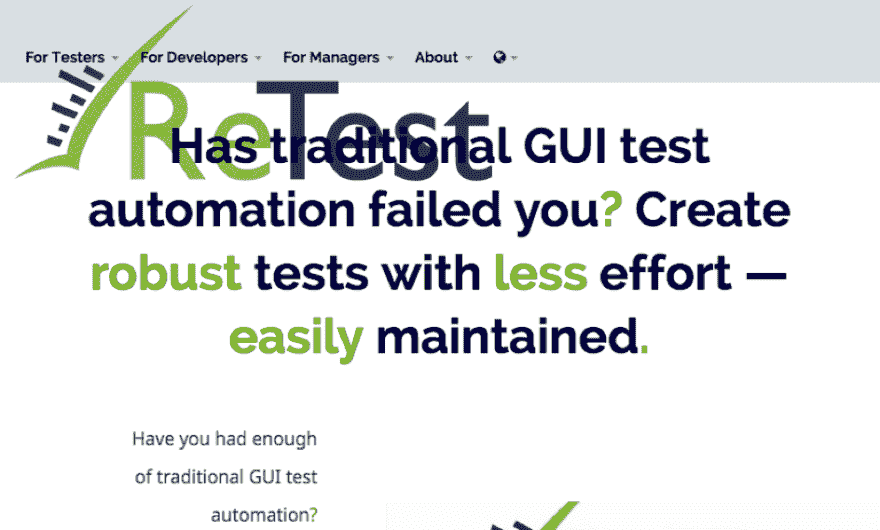 For Testers For Developers For Managers About
ReTest
Has traditional GUI test
automation failed you? Create
robust tests with less effort —
easily maintained.
Have you had enough
of traditional GUI test
automation?